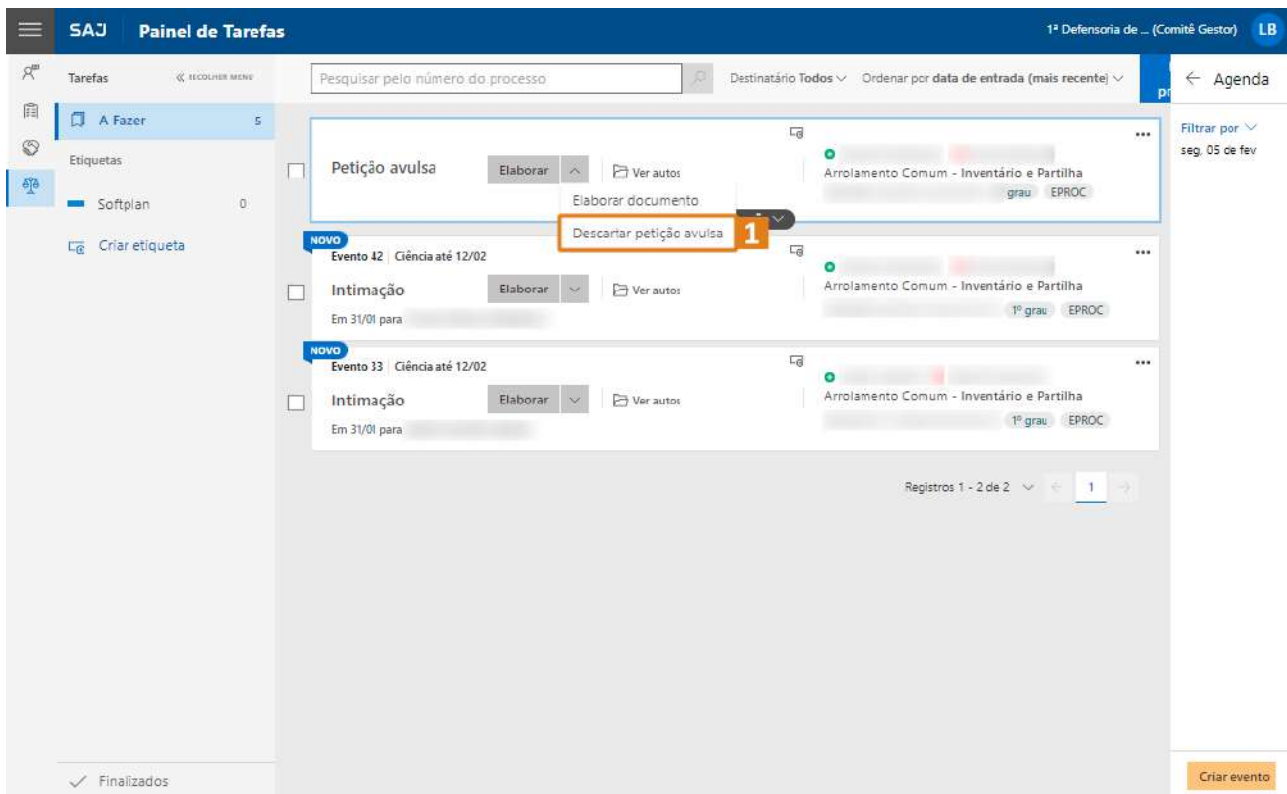 SAJ Painel de Tarefas
1ª Defensoria de ... (Comitê Gestor) LB
Tarefas RECOLHER MENU
A Fazer 5
Etiquetas
Softplan 0
Criar etiqueta
Finalizados
Pesquisar pelo número do processo
Destinatário Todos Ordenar por data de entrada (mais recente)
Petição avulsa Elaborar Ver autos
Elaborar documento
Descartar petição avulsa 1
Arrolamento Comum - Inventário e Partilha
grau EPROC
NOVO
Evento 42 Ciência até 12/02
Intimação Elaborar Ver autos
Em 31/01 para
Arrolamento Comum - Inventário e Partilha
1º grau EPROC
NOVO
Evento 33 Ciência até 12/02
Intimação Elaborar Ver autos
Em 31/01 para
Arrolamento Comum - Inventário e Partilha
1º grau EPROC
Registros 1 - 2 de 2 1
Agenda
Filtrar por
seg, 05 de fev
Criar evento